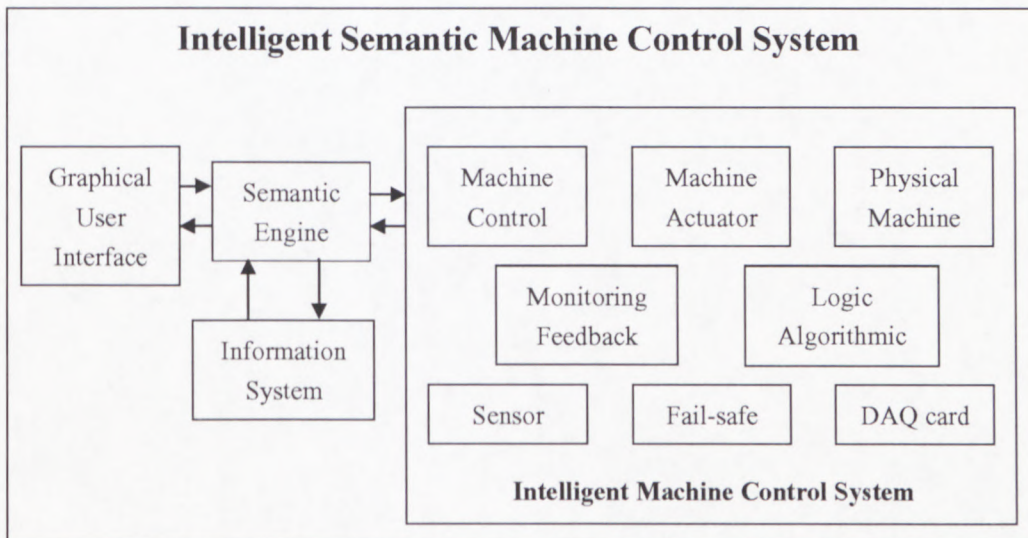 Intelligent Semantic Machine Control System
Graphical
User
Interface
Semantic
Engine
Information
System
Machine
Control
Machine
Actuator
Physical
Machine
Monitoring
Feedback
Logic
Algorithmic
Sensor
Fail-safe
DAQ card
Intelligent Machine Control System